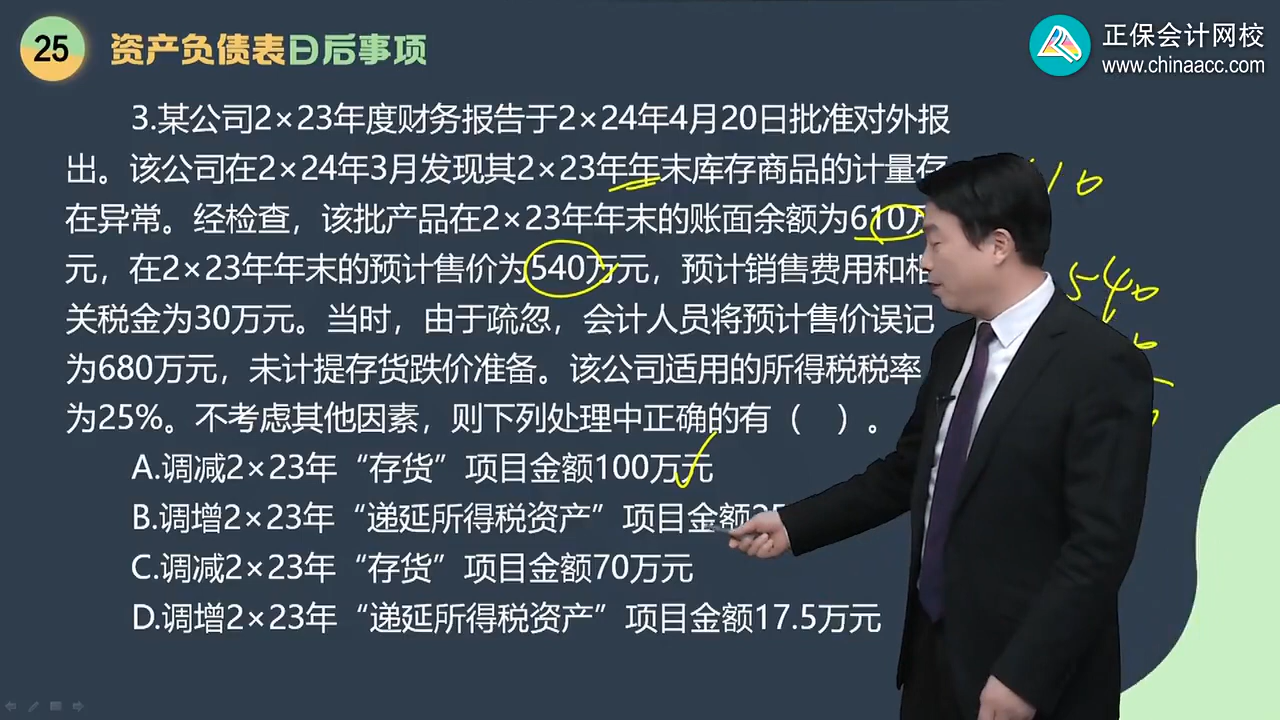 25 资产负债表日后事项
正保会计网校
www.chinaacc.com
3.某公司2×23年度财务报告于2×24年4月20日批准对外报
出。该公司在2×24年3月发现其2×23年年末库存商品的计量存
在异常。经检查，该批产品在2×23年年末的账面余额为610万
元，在2×23年年末的预计售价为540万元，预计销售费用和相
关税金为30万元。当时，由于疏忽，会计人员将预计售价误记
为680万元，未计提存货跌价准备。该公司适用的所得税税率
为25%。不考虑其他因素，则下列处理中正确的有（ ）。
A.调减2×23年“存货”项目金额100万元
B.调增2×23年“递延所得税资产”项目金额25
C.调减2×23年“存货”项目金额70万元
D.调增2×23年“递延所得税资产”项目金额17.5万元
540